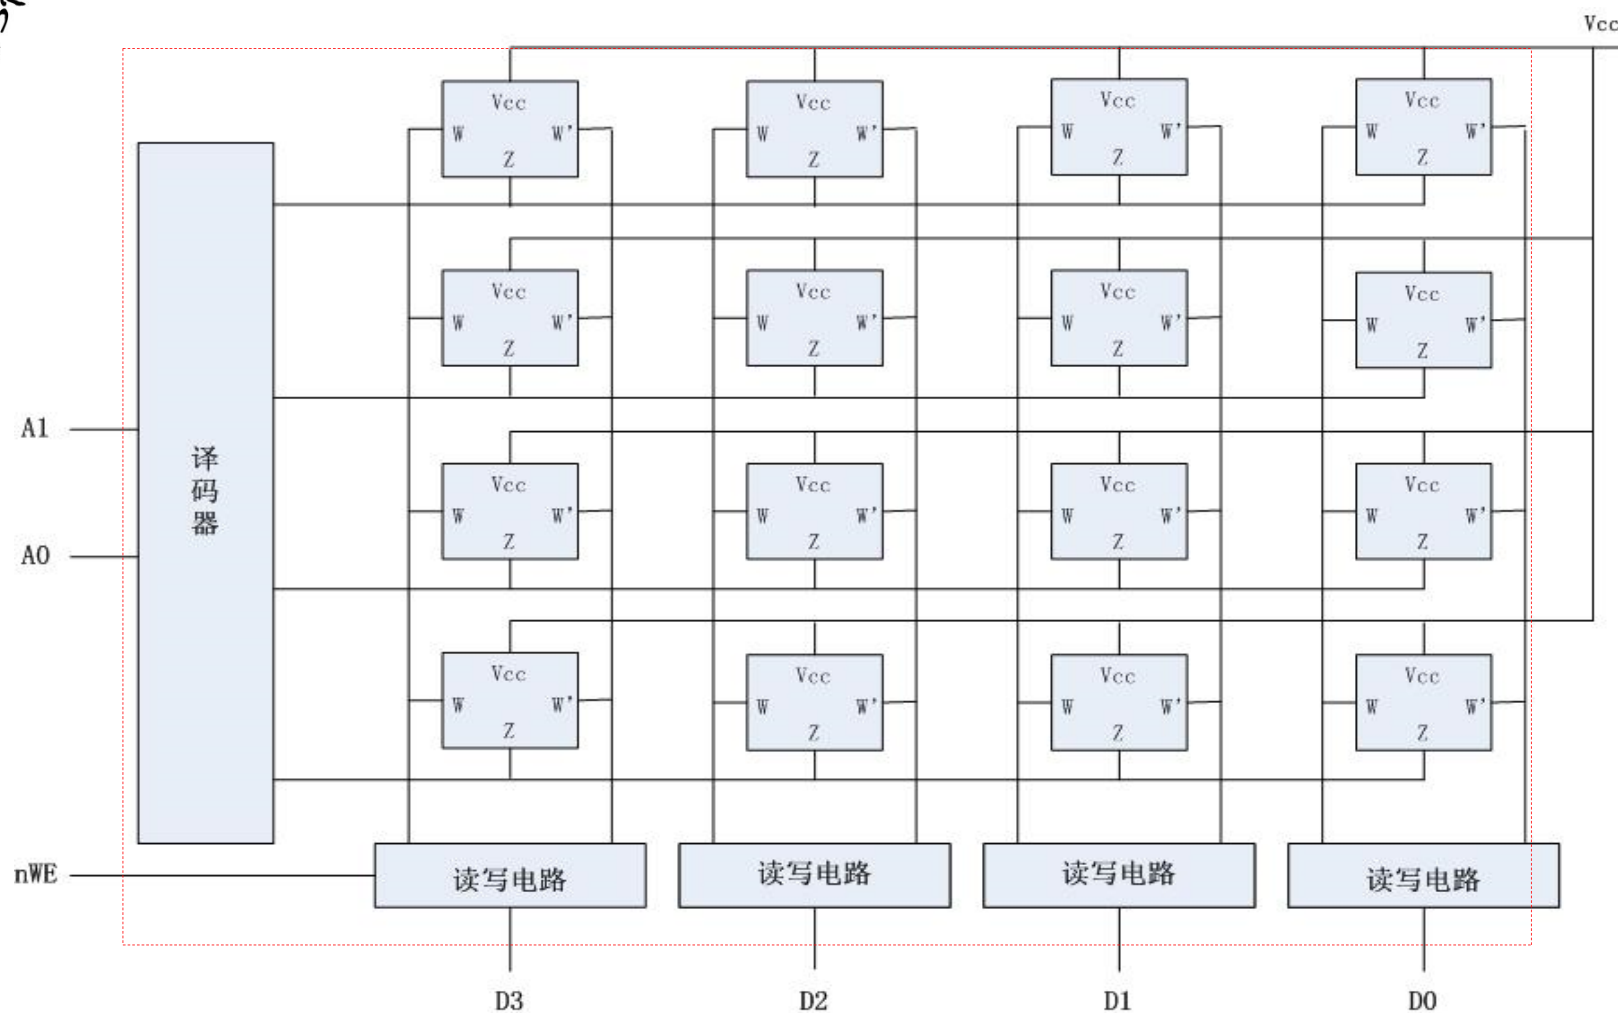 Vcc
Vcc Vcc Vcc Vcc
W W' W W' W W' W W'
Z Z Z Z
Vcc Vcc Vcc Vcc
W W' W W' W W' W W'
Z Z Z Z
A1
译码器
Vcc Vcc Vcc Vcc
W W' W W' W W' W W'
Z Z Z Z
A0
Vcc Vcc Vcc Vcc
W W' W W' W W' W W'
Z Z Z Z
nWE
读写电路 读写电路 读写电路 读写电路
D3 D2 D1 D0